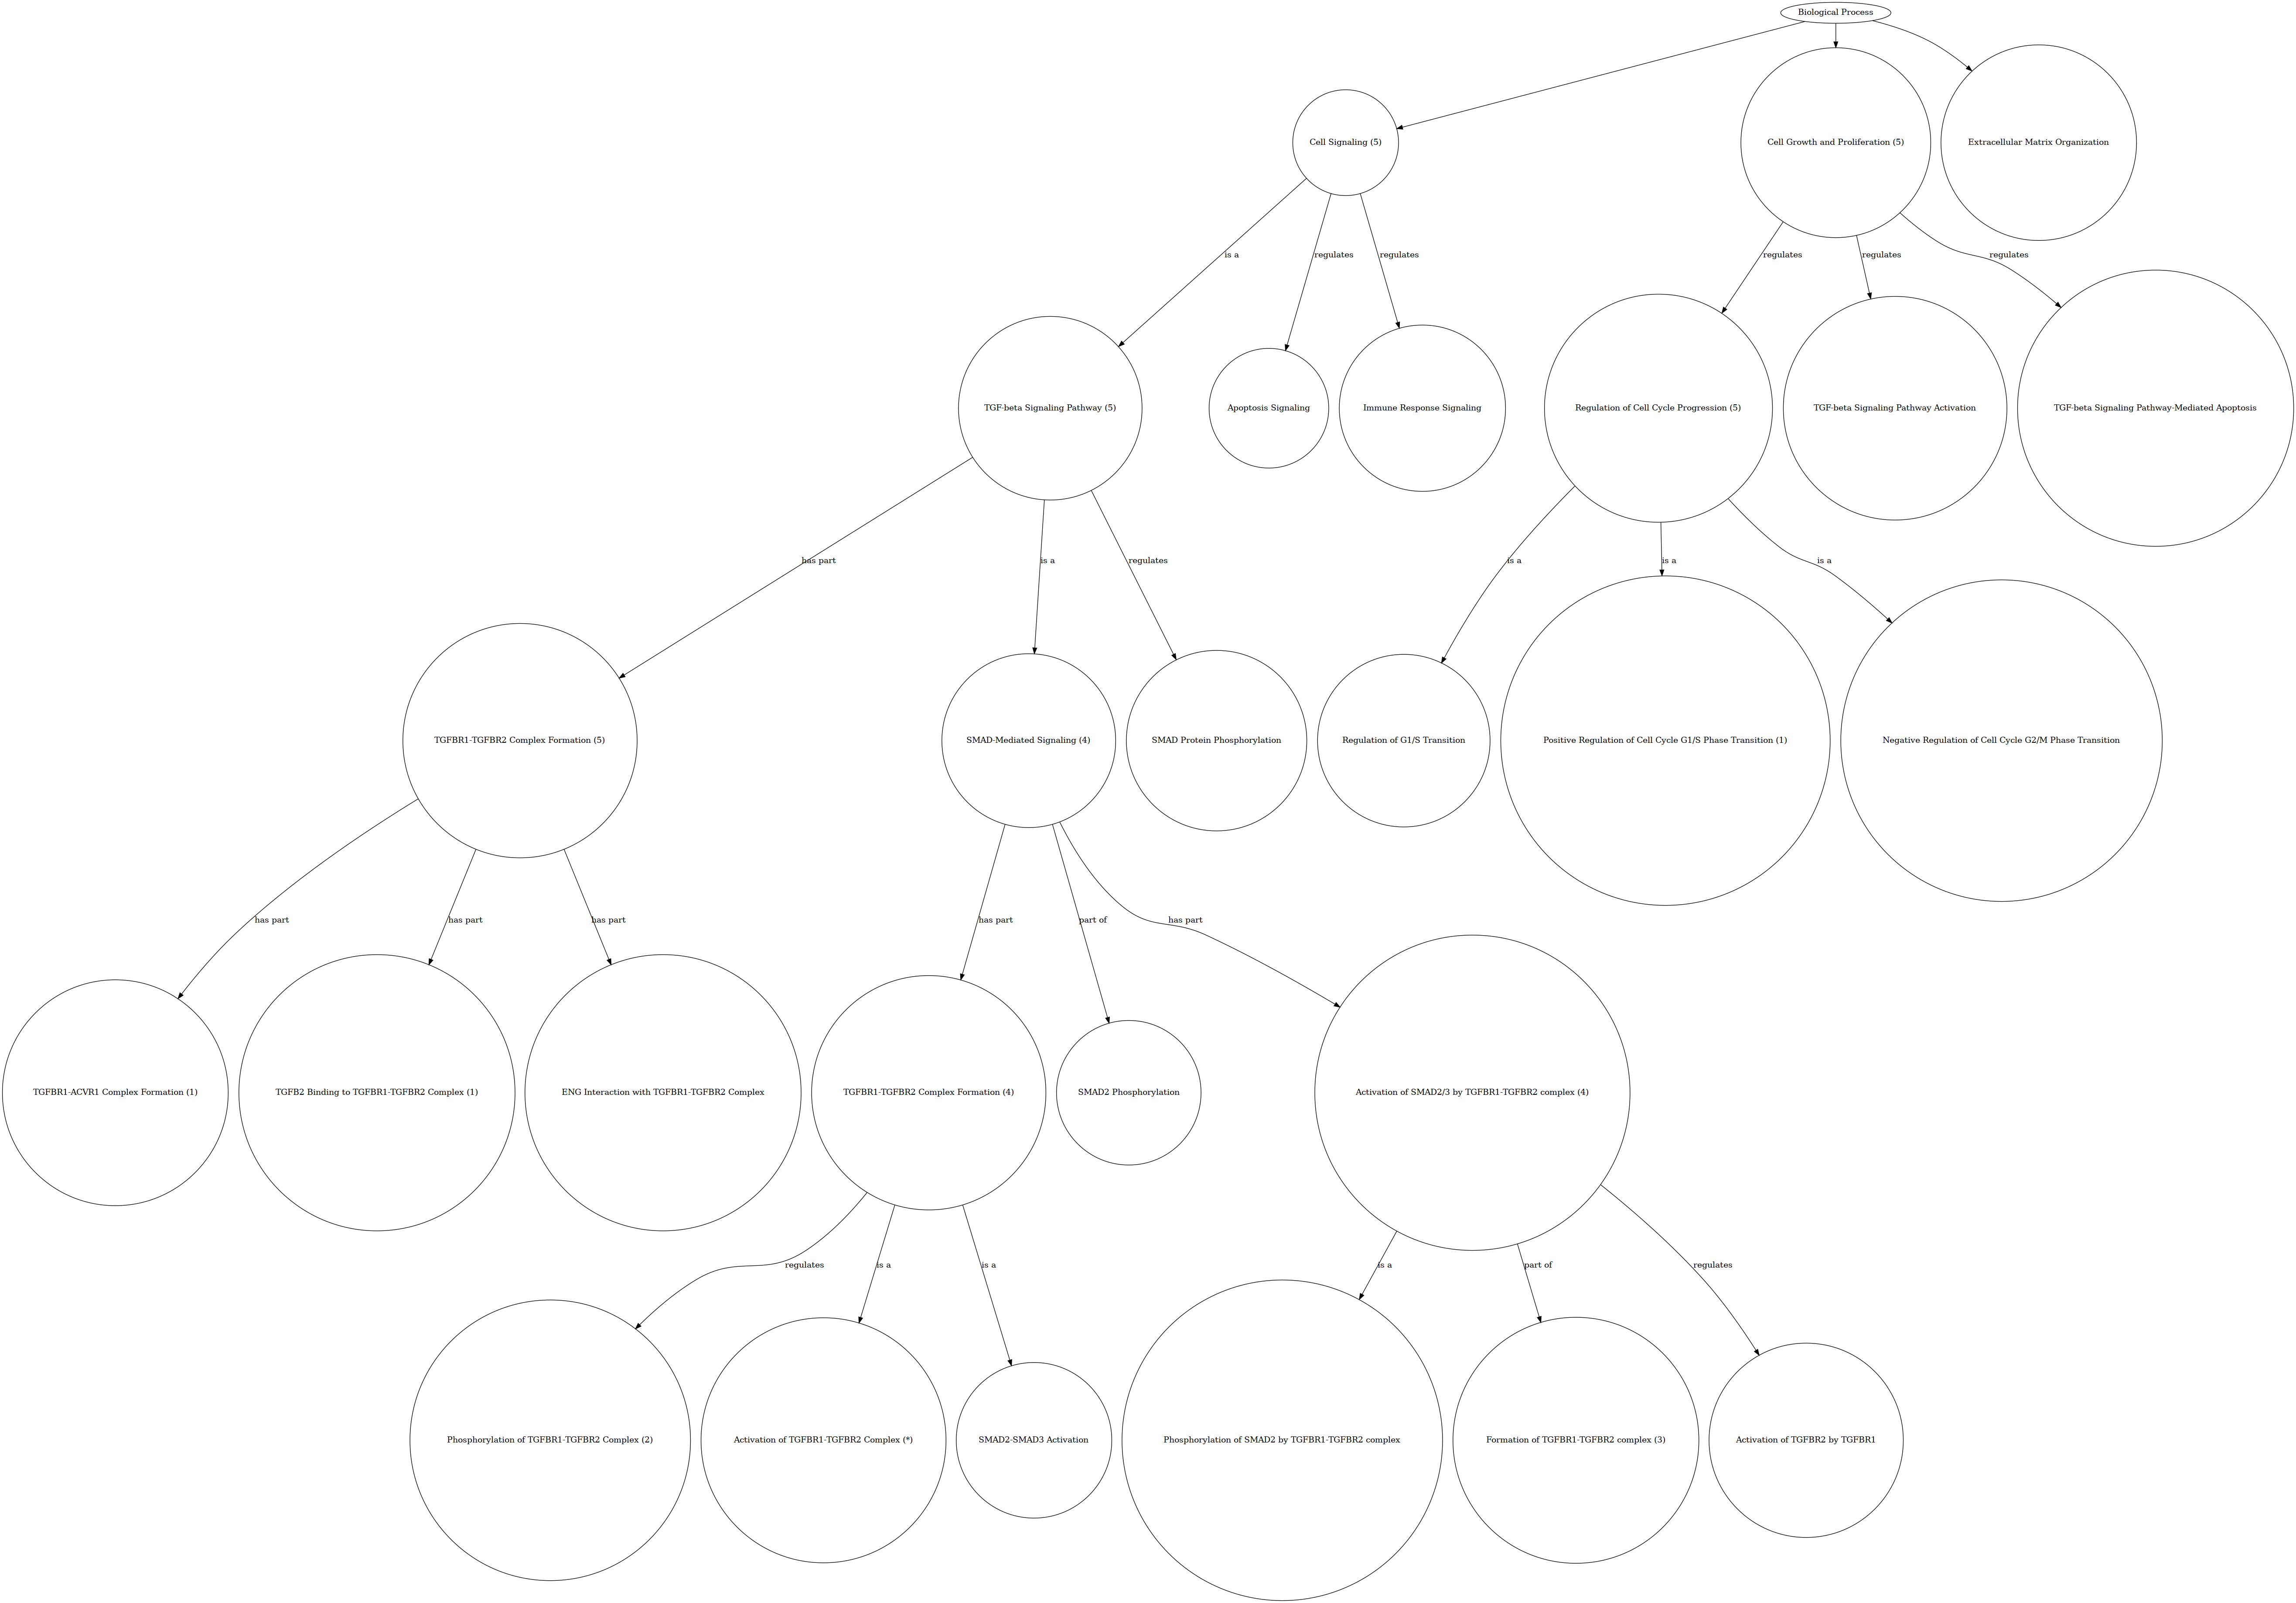 Biological Process
Cell Signaling (5)
Cell Growth and Proliferation (5)
Extracellular Matrix Organization
is a
regulates
regulates
regulates
regulates
regulates
TGF-beta Signaling Pathway (5)
Apoptosis Signaling
Immune Response Signaling
Regulation of Cell Cycle Progression (5)
TGF-beta Signaling Pathway Activation
TGF-beta Signaling Pathway-Mediated Apoptosis
has part
is a
regulates
is a
is a
is a
TGFBR1-TGFBR2 Complex Formation (5)
SMAD-Mediated Signaling (4)
SMAD Protein Phosphorylation
Regulation of G1/S Transition
Positive Regulation of Cell Cycle G1/S Phase Transition (1)
Negative Regulation of Cell Cycle G2/M Phase Transition
has part
has part
has part
has part
part of
has part
TGFBR1-ACVR1 Complex Formation (1)
TGFB2 Binding to TGFBR1-TGFBR2 Complex (1)
ENG Interaction with TGFBR1-TGFBR2 Complex
TGFBR1-TGFBR2 Complex Formation (4)
SMAD2 Phosphorylation
Activation of SMAD2/3 by TGFBR1-TGFBR2 complex (4)
regulates
is a
is a
is a
part of
regulates
Phosphorylation of TGFBR1-TGFBR2 Complex (2)
Activation of TGFBR1-TGFBR2 Complex (*)
SMAD2-SMAD3 Activation
Phosphorylation of SMAD2 by TGFBR1-TGFBR2 complex
Formation of TGFBR1-TGFBR2 complex (3)
Activation of TGFBR2 by TGFBR1